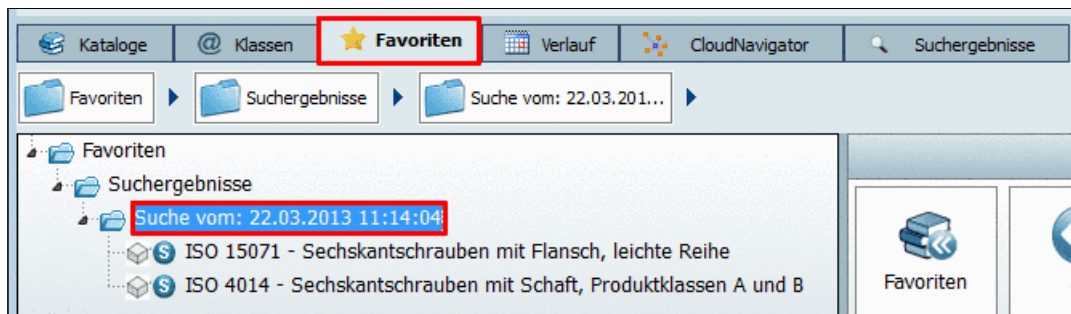 Kataloge @ Klassen Favoriten Verlauf CloudNavigator Suchergebnisse
Favoriten Suchergebnisse Suche vom: 22.03.201...
Favoriten
Suchergebnisse
Suche vom: 22.03.2013 11:14:04
S ISO 15071 - Sechskantschrauben mit Flansch, leichte Reihe
S ISO 4014 - Sechskantschrauben mit Schaft, Produktklassen A und B
Favoriten